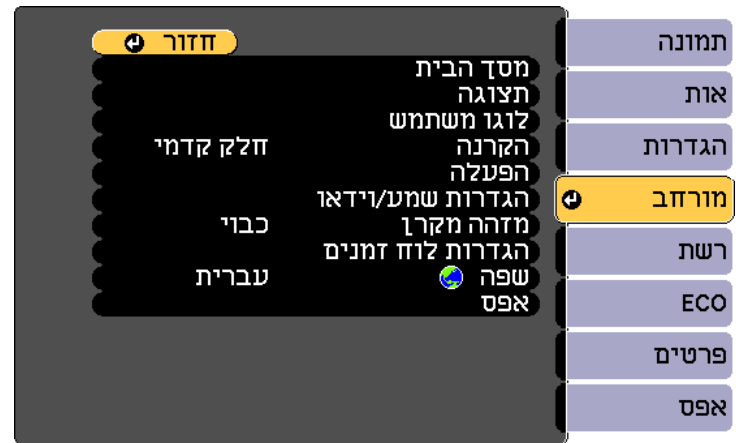 תמונה
אות
הגדרות
מורחב
רשת
ECO
פרטים
אפס
חזור
מסך הבית
תצוגה
לוגו משתמש
הקרנה חלק קדמי
הפעלה
הגדרות שמע/וידאו
מזהה מקרן כבוי
הגדרות לוח זמנים
שפה עברית
אפס